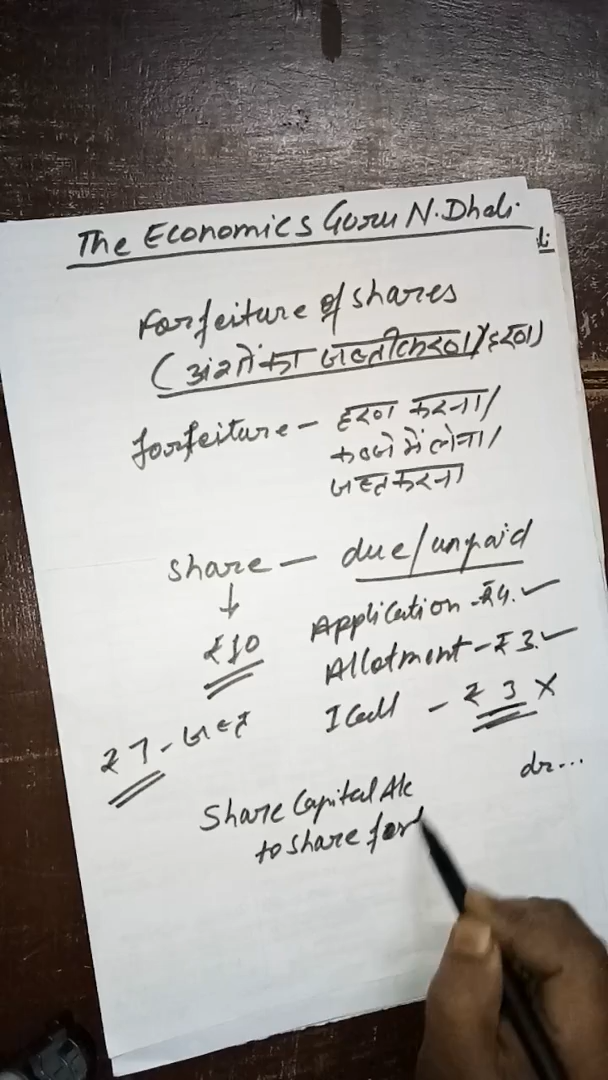 The Economics Guru N. Dhali
Forfeiture of shares
(अंशों का जब्तीकरण/हरण)
forfeiture - हरण करना/
कब्जे में लेना/
जब्त करना
share - due/unpaid
↓
₹10
Application - ₹4. ✓
Allotment - ₹3. ✓
I Call - ₹ 3 X
₹ 7 - जब्त
Share Capital A/c dr...
to share forf